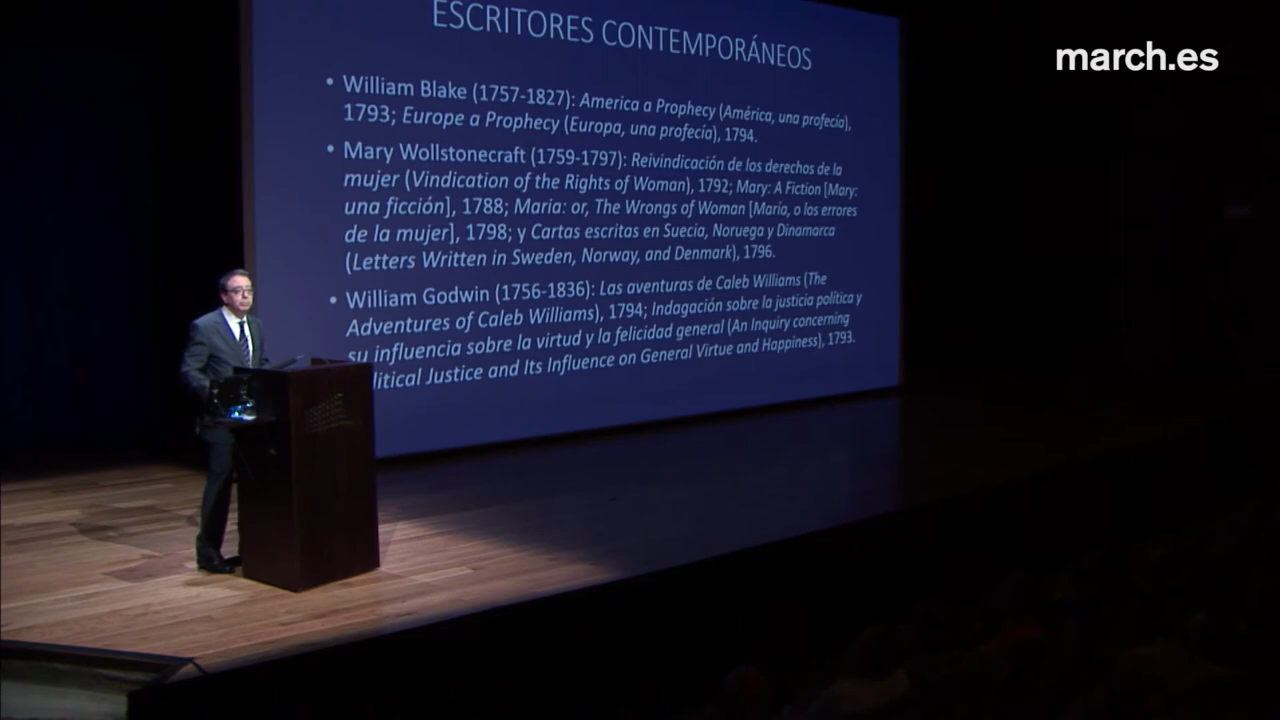 ESCRITORES CONTEMPORÁNEOS
march.es
• William Blake (1757-1827): America a Prophecy (América, una profecía),
1793; Europe a Prophecy (Europa, una profecía), 1794.
• Mary Wollstonecraft (1759-1797): Reivindicación de los derechos de la
mujer (Vindication of the Rights of Woman), 1792; Mary: A Fiction [Mary:
una ficción], 1788; Maria: or, The Wrongs of Woman [María, o los errores
de la mujer], 1798; y Cartas escritas en Suecia, Noruega y Dinamarca
(Letters Written in Sweden, Norway, and Denmark), 1796.
• William Godwin (1756-1836): Las aventuras de Caleb Williams (The
Adventures of Caleb Williams), 1794; Indagación sobre la justicia política y
su influencia sobre la virtud y la felicidad general (An Inquiry concerning
litical Justice and Its Influence on General Virtue and Happiness), 1793.